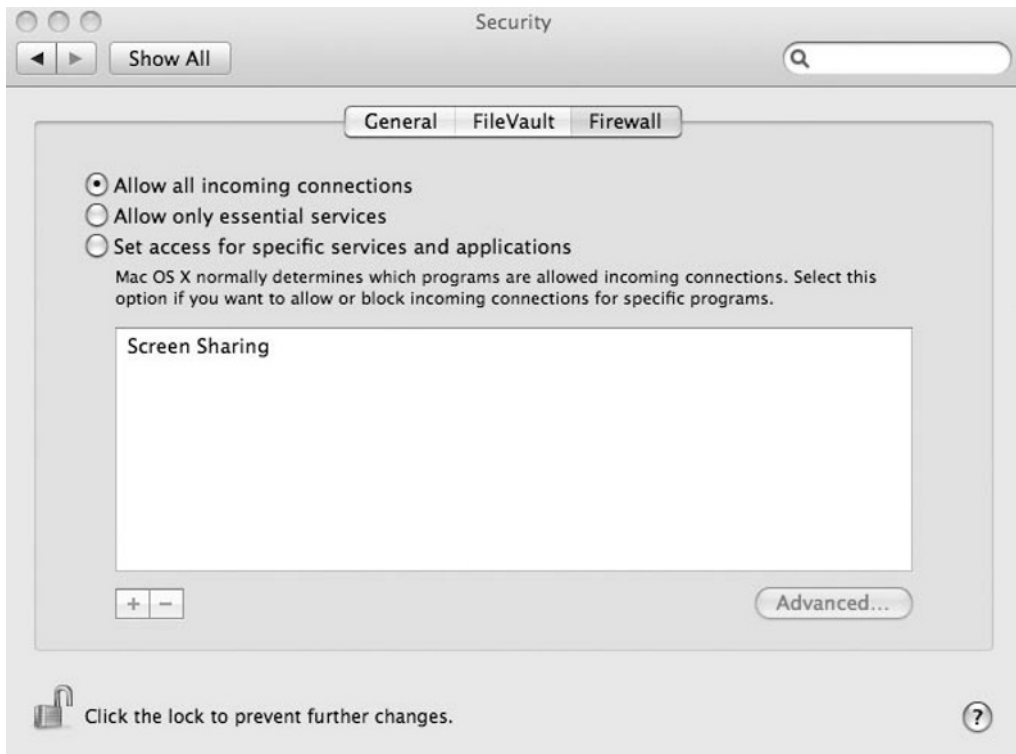 Security
Show All
General FileVault Firewall
Allow all incoming connections
Allow only essential services
Set access for specific services and applications
Mac OS X normally determines which programs are allowed incoming connections. Select this
option if you want to allow or block incoming connections for specific programs.
Screen Sharing
+ −
Advanced...
Click the lock to prevent further changes.
?